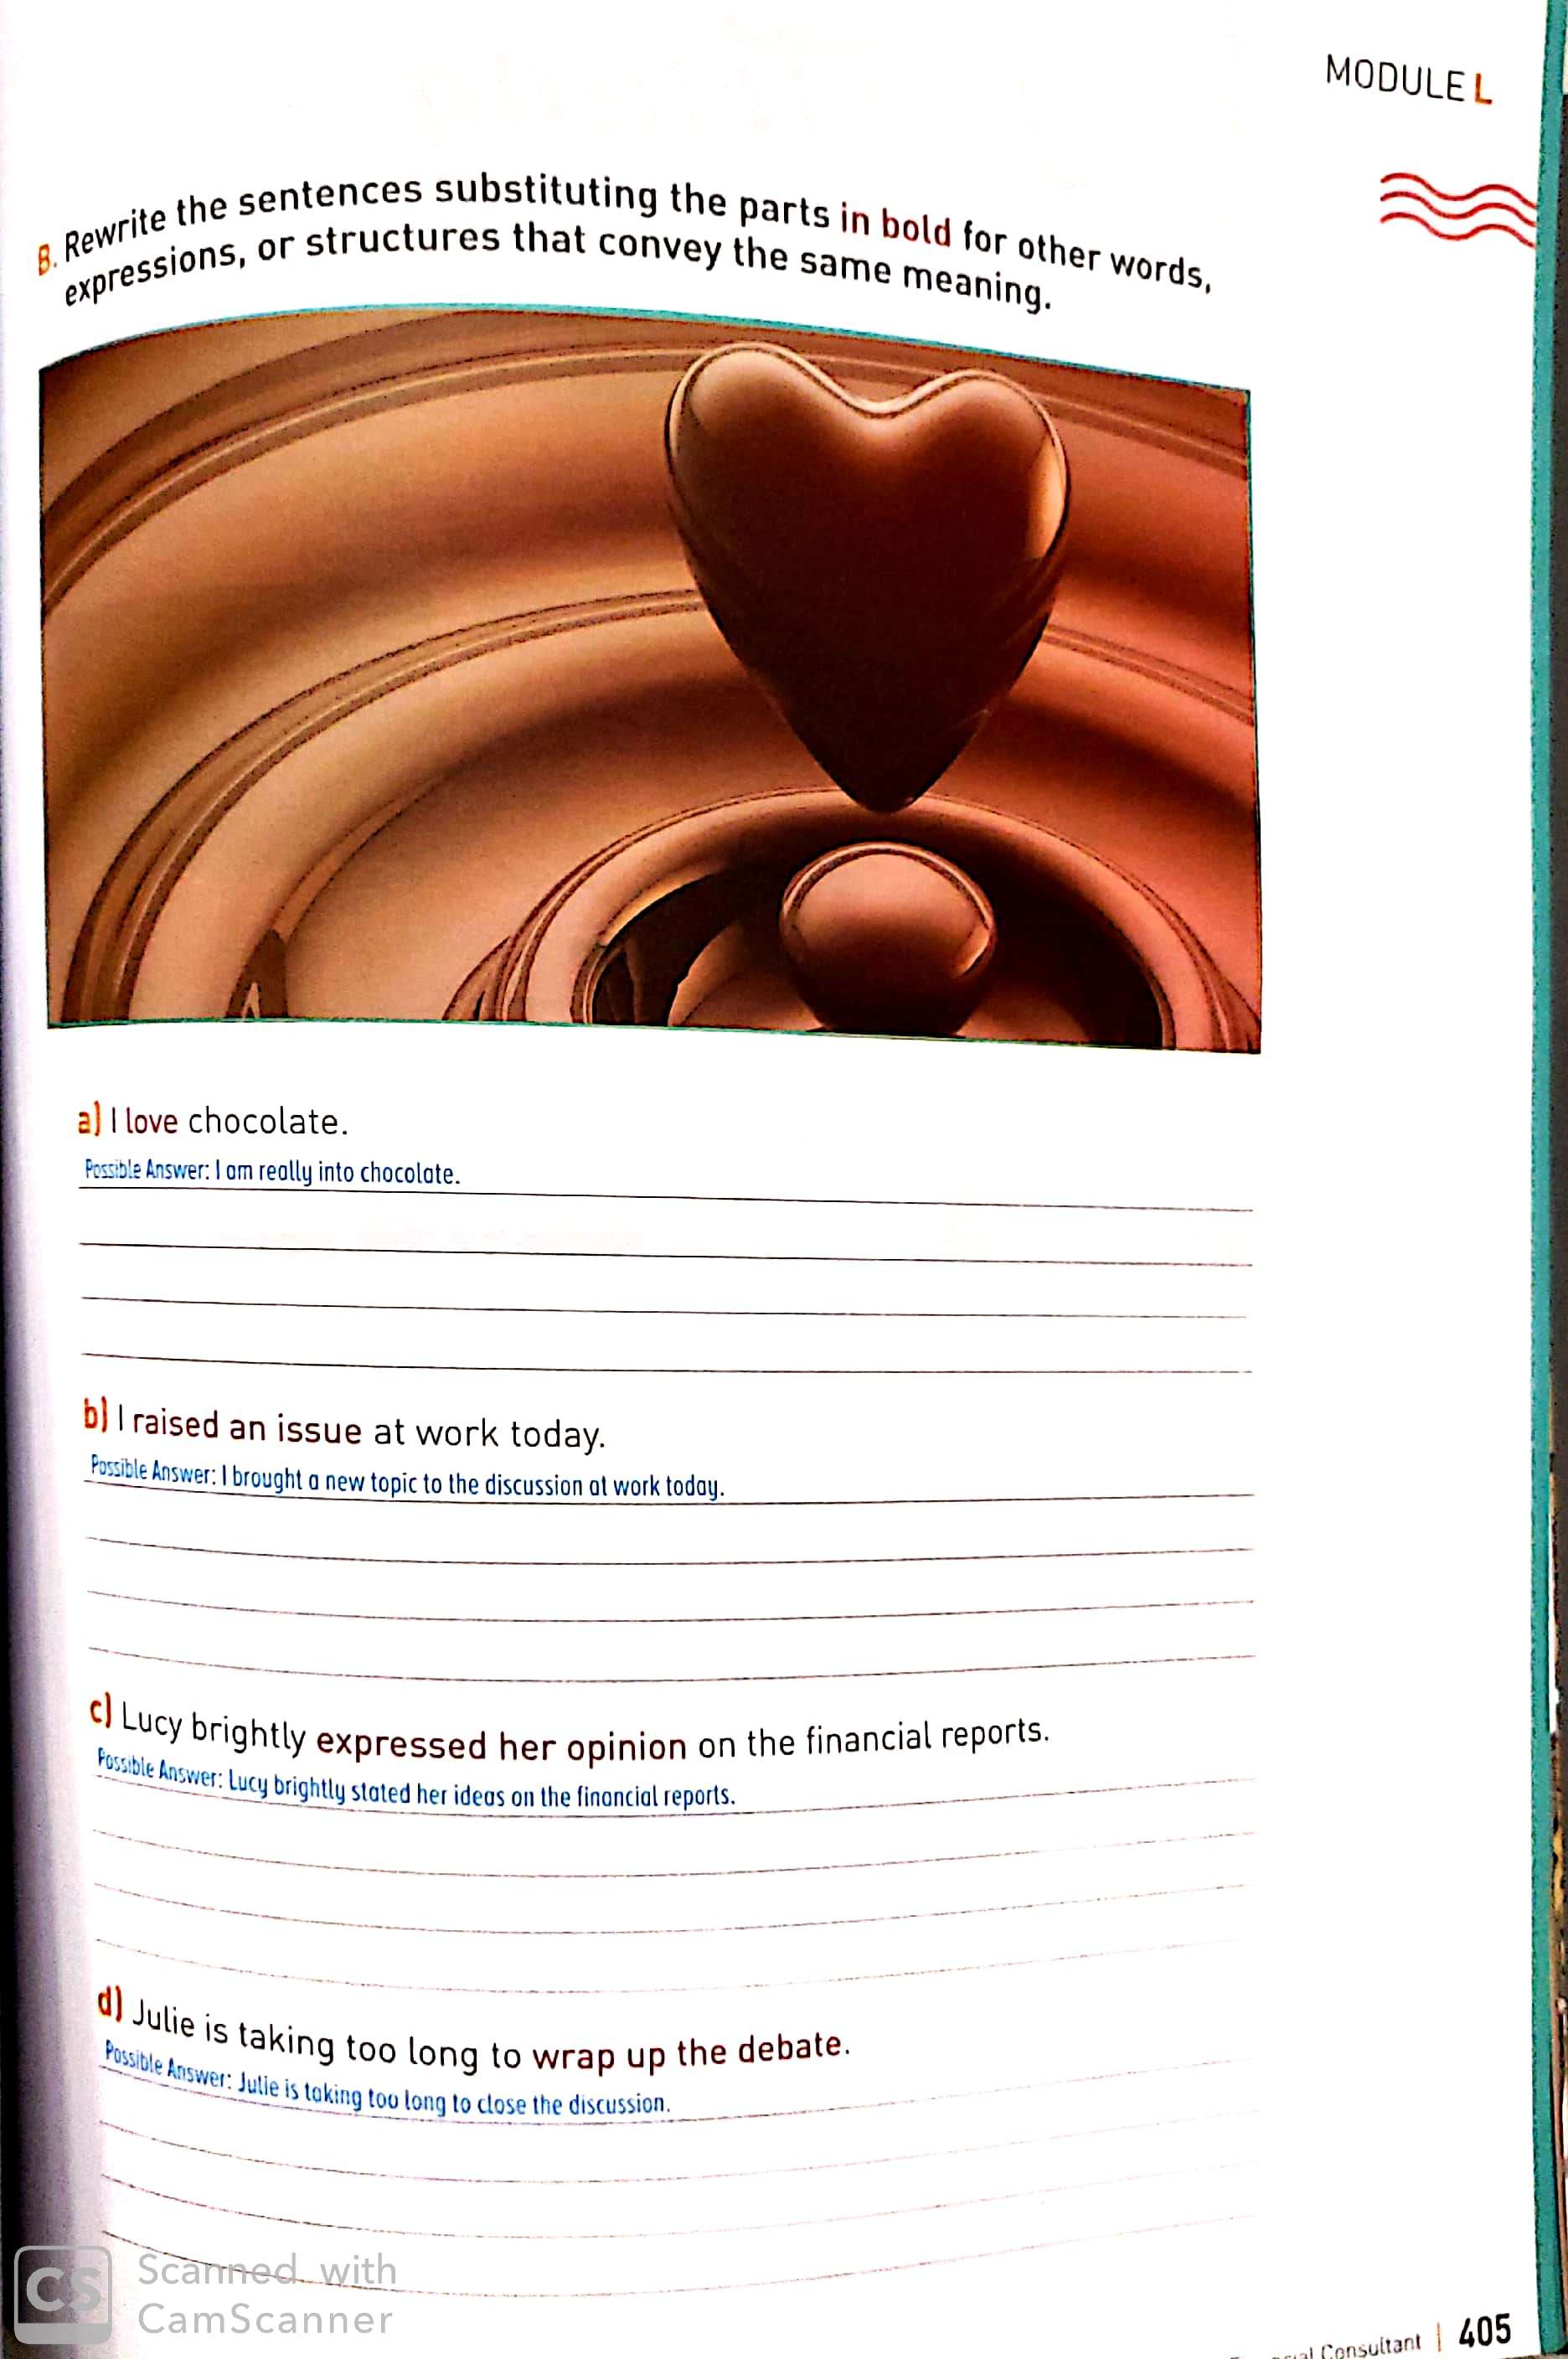 MODULE L
B. Rewrite the sentences substituting the parts in bold for other words,
expressions, or structures that convey the same meaning.
a) I love chocolate.
Possible Answer: I am really into chocolate.
b) I raised an issue at work today.
Possible Answer: I brought a new topic to the discussion at work today.
c) Lucy brightly expressed her opinion on the financial reports.
Possible Answer: Lucy brightly stated her ideas on the financial reports.
d) Julie is taking too long to wrap up the debate.
Possible Answer: Julie is taking too long to close the discussion.
CS Scanned with
CamScanner
Consultant | 405